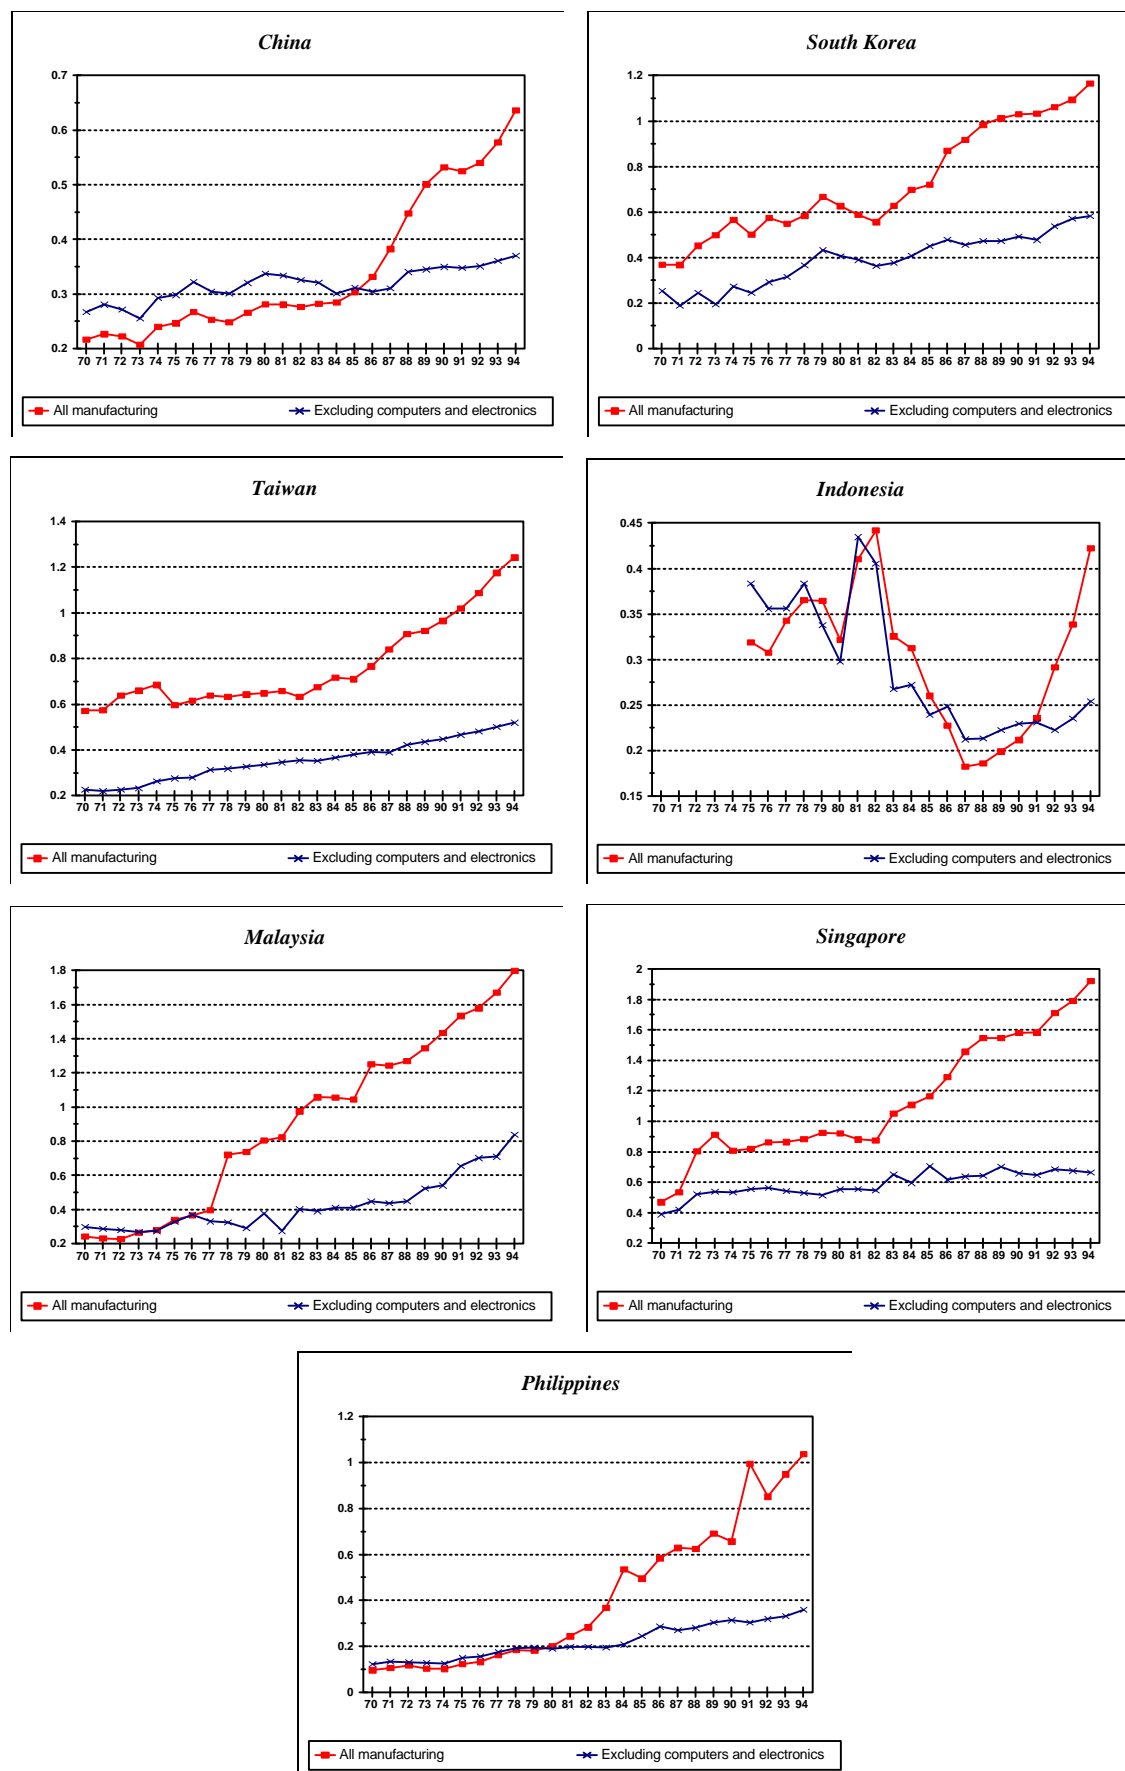 China
0.7
0.6
0.5
0.4
0.3
0.2
70 71 72 73 74 75 76 77 78 79 80 81 82 83 84 85 86 87 88 89 90 91 92 93 94
All manufacturing Excluding computers and electronics
South Korea
1.2
1
0.8
0.6
0.4
0.2
0
70 71 72 73 74 75 76 77 78 79 80 81 82 83 84 85 86 87 88 89 90 91 92 93 94
All manufacturing Excluding computers and electronics
Taiwan
1.4
1.2
1
0.8
0.6
0.4
0.2
70 71 72 73 74 75 76 77 78 79 80 81 82 83 84 85 86 87 88 89 90 91 92 93 94
All manufacturing Excluding computers and electronics
Indonesia
0.45
0.4
0.35
0.3
0.25
0.2
0.15
70 71 72 73 74 75 76 77 78 79 80 81 82 83 84 85 86 87 88 89 90 91 92 93 94
All manufacturing Excluding computers and electronics
Malaysia
1.8
1.6
1.4
1.2
1
0.8
0.6
0.4
0.2
70 71 72 73 74 75 76 77 78 79 80 81 82 83 84 85 86 87 88 89 90 91 92 93 94
All manufacturing Excluding computers and electronics
Singapore
2
1.8
1.6
1.4
1.2
1
0.8
0.6
0.4
0.2
70 71 72 73 74 75 76 77 78 79 80 81 82 83 84 85 86 87 88 89 90 91 92 93 94
All manufacturing Excluding computers and electronics
Philippines
1.2
1
0.8
0.6
0.4
0.2
0
70 71 72 73 74 75 76 77 78 79 80 81 82 83 84 85 86 87 88 89 90 91 92 93 94
All manufacturing Excluding computers and electronics